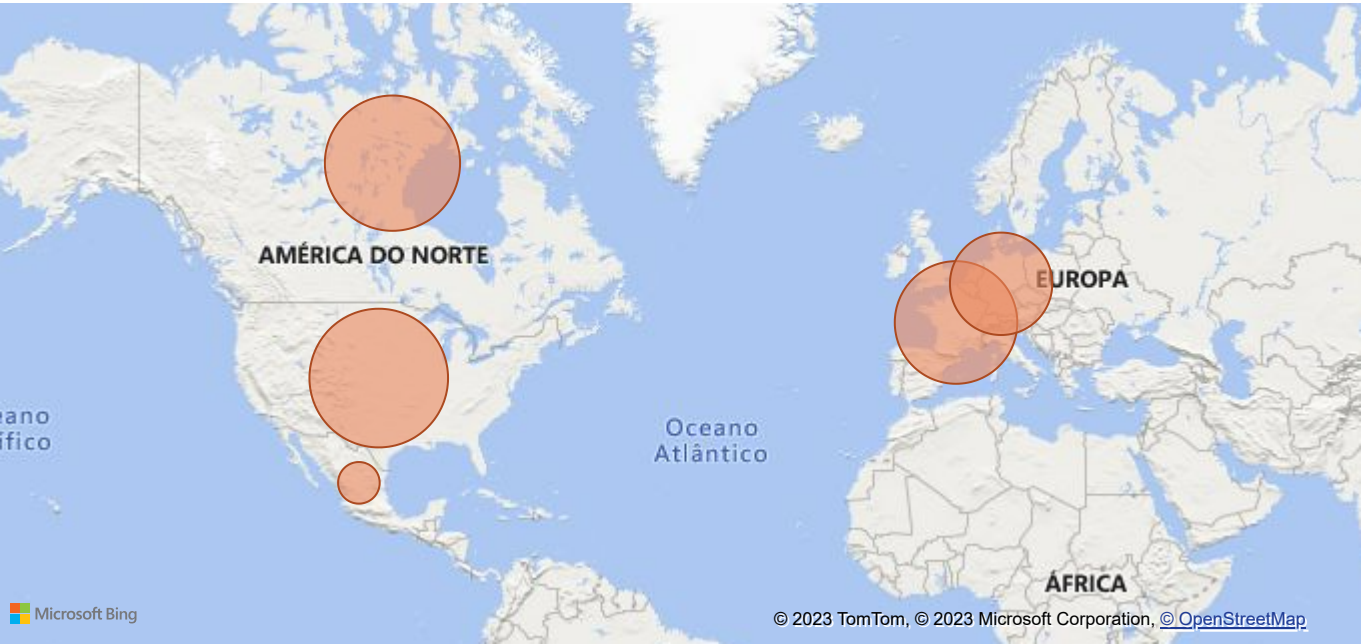 AMÉRICA DO NORTE
EUROPA
Oceano
Atlântico
ÁFRICA
Microsoft Bing
© 2023 TomTom, © 2023 Microsoft Corporation, © OpenStreetMap